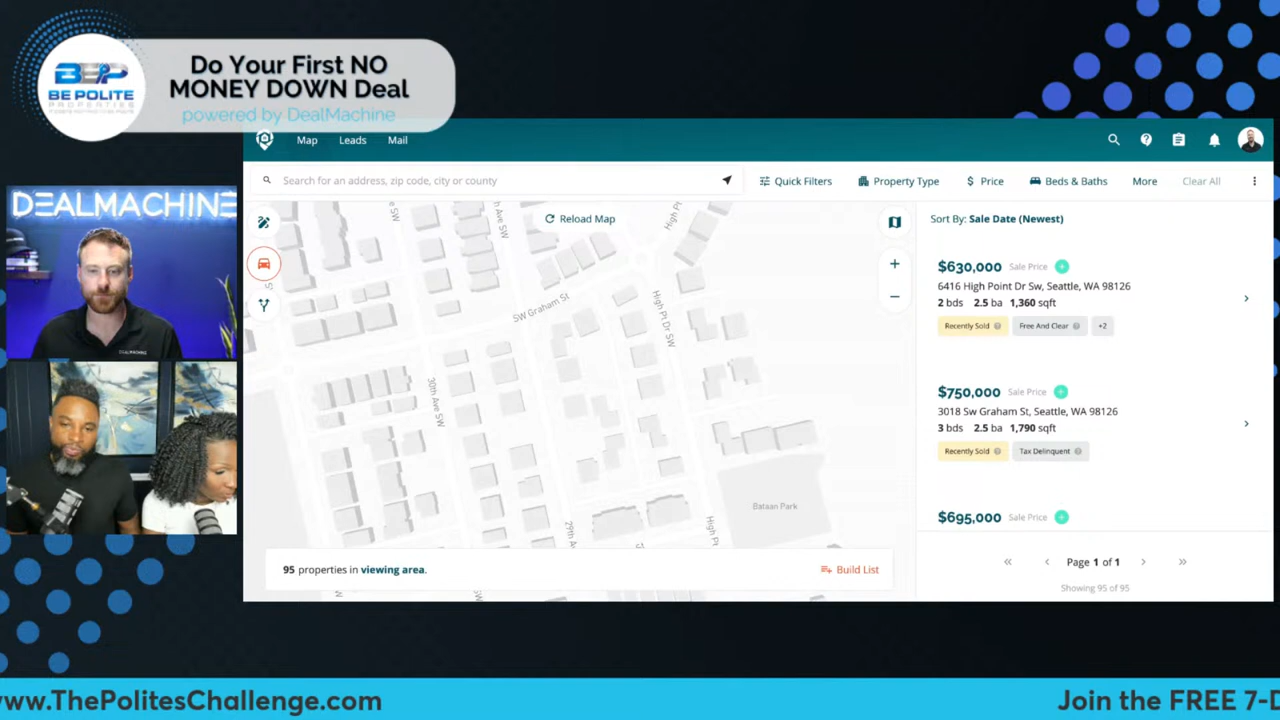 Do Your First NO
MONEY DOWN Deal
powered by DealMachine
BEP
BE POLITE
PROPERTIES
DEALMACHINE
Map Leads Mail
Search for an address, zip code, city or county
Quick Filters Property Type $ Price Beds & Baths More Clear All
Reload Map
SW Graham St
30th Ave SW
High Pt Dr SW
Bataan Park
95 properties in viewing area.
Build List
Sort By: Sale Date (Newest)
$630,000 Sale Price
6416 High Point Dr Sw, Seattle, WA 98126
2 bds 2.5 ba 1,360 sqft
Recently Sold Free And Clear +2
$750,000 Sale Price
3018 Sw Graham St, Seattle, WA 98126
3 bds 2.5 ba 1,790 sqft
Recently Sold Tax Delinquent
$695,000 Sale Price
Page 1 of 1
Showing 95 of 95
www.ThePolitesChallenge.com
Join the FREE 7-D